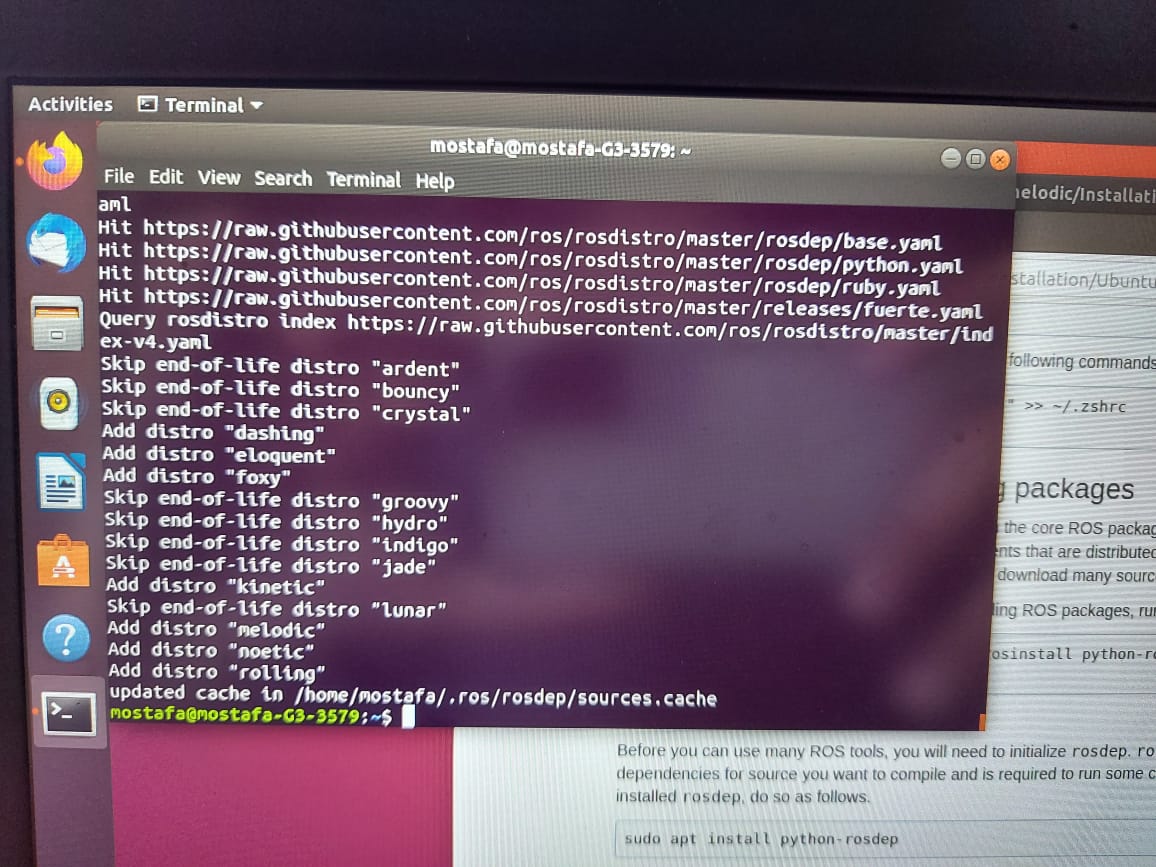 Activities
Terminal
mostafa@mostafa-G3-3579: ~
File Edit View Search Terminal Help
aml
Hit https://raw.githubusercontent.com/ros/rosdistro/master/rosdep/base.yaml
Hit https://raw.githubusercontent.com/ros/rosdistro/master/rosdep/python.yaml
Hit https://raw.githubusercontent.com/ros/rosdistro/master/rosdep/ruby.yaml
Hit https://raw.githubusercontent.com/ros/rosdistro/master/releases/fuerte.yaml
Query rosdistro index https://raw.githubusercontent.com/ros/rosdistro/master/ind
ex-v4.yaml
Skip end-of-life distro "ardent"
Skip end-of-life distro "bouncy"
Skip end-of-life distro "crystal"
Add distro "dashing"
Add distro "eloquent"
Add distro "foxy"
Skip end-of-life distro "groovy"
Skip end-of-life distro "hydro"
Skip end-of-life distro "indigo"
Skip end-of-life distro "jade"
Add distro "kinetic"
Skip end-of-life distro "lunar"
Add distro "melodic"
Add distro "noetic"
Add distro "rolling"
updated cache in /home/mostafa/.ros/rosdep/sources.cache
mostafa@mostafa-G3-3579:~$
elodic/Installati
stallation/Ubuntu
following commands
" >> ~/.zshrc
packages
the core ROS packag
ents that are distributed
download many sourc
ing ROS packages, ru
osinstall python-r
Before you can use many ROS tools, you will need to initialize rosdep. ro
dependencies for source you want to compile and is required to run some c
installed rosdep, do so as follows.
sudo apt install python-rosdep